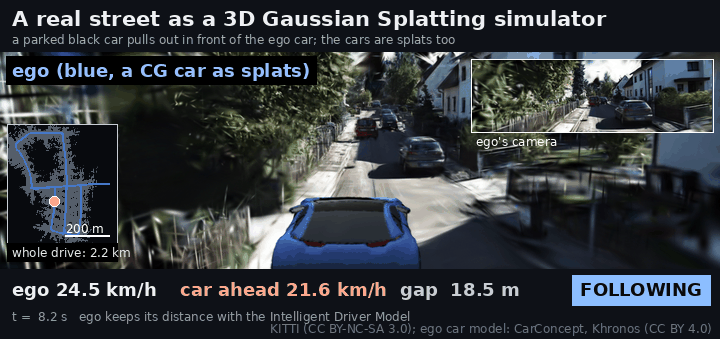 A real street as a 3D Gaussian Splatting simulator
a parked black car pulls out in front of the ego car; the cars are splats too
ego (blue, a CG car as splats)
ego's camera
200 m
whole drive: 2.2 km
ego 24.5 km/h car ahead 21.6 km/h gap 18.5 m FOLLOWING
t = 8.2 s ego keeps its distance with the Intelligent Driver Model
KITTI (CC BY-NC-SA 3.0); ego car model: CarConcept, Khronos (CC BY 4.0)